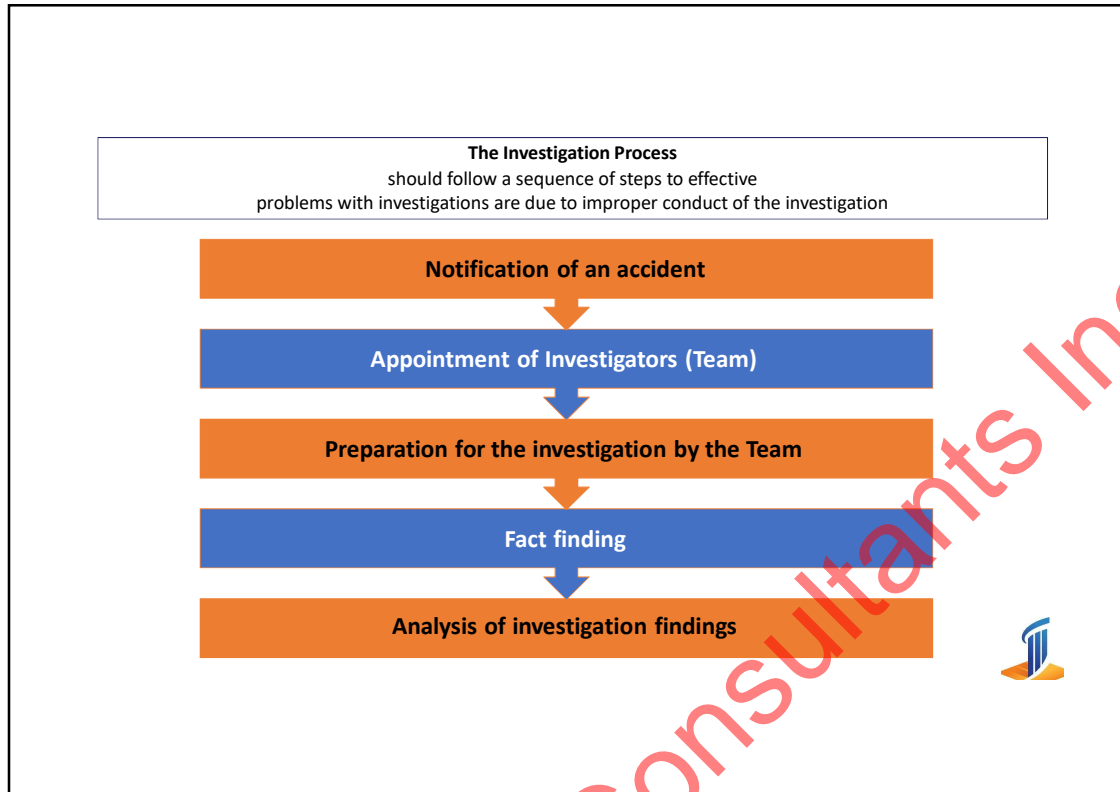 The Investigation Process
should follow a sequence of steps to effective
problems with investigations are due to improper conduct of the investigation
Notification of an accident
Appointment of Investigators (Team)
Preparation for the investigation by the Team
Fact finding
Analysis of investigation findings
Consultants Inc